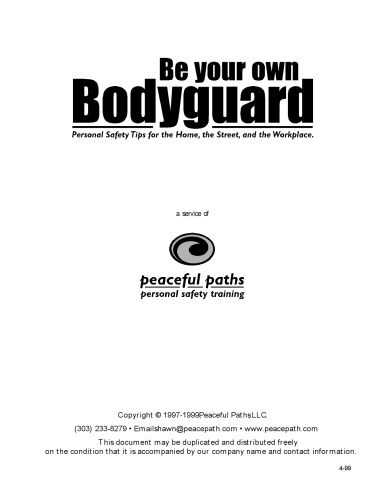 Be your own
Bodyguard
Personal Safety Tips for the Home, the Street, and the Workplace.
a service of
peaceful paths
personal safety training
Copyright © 1997-1999Peaceful Paths,LLC.
(303) 233-8279 • Emailshawn@peacepath.com • www.peacepath.com
This document may be duplicated and distributed freely
on the condition that it is accompanied by our company name and contact information.
4-99